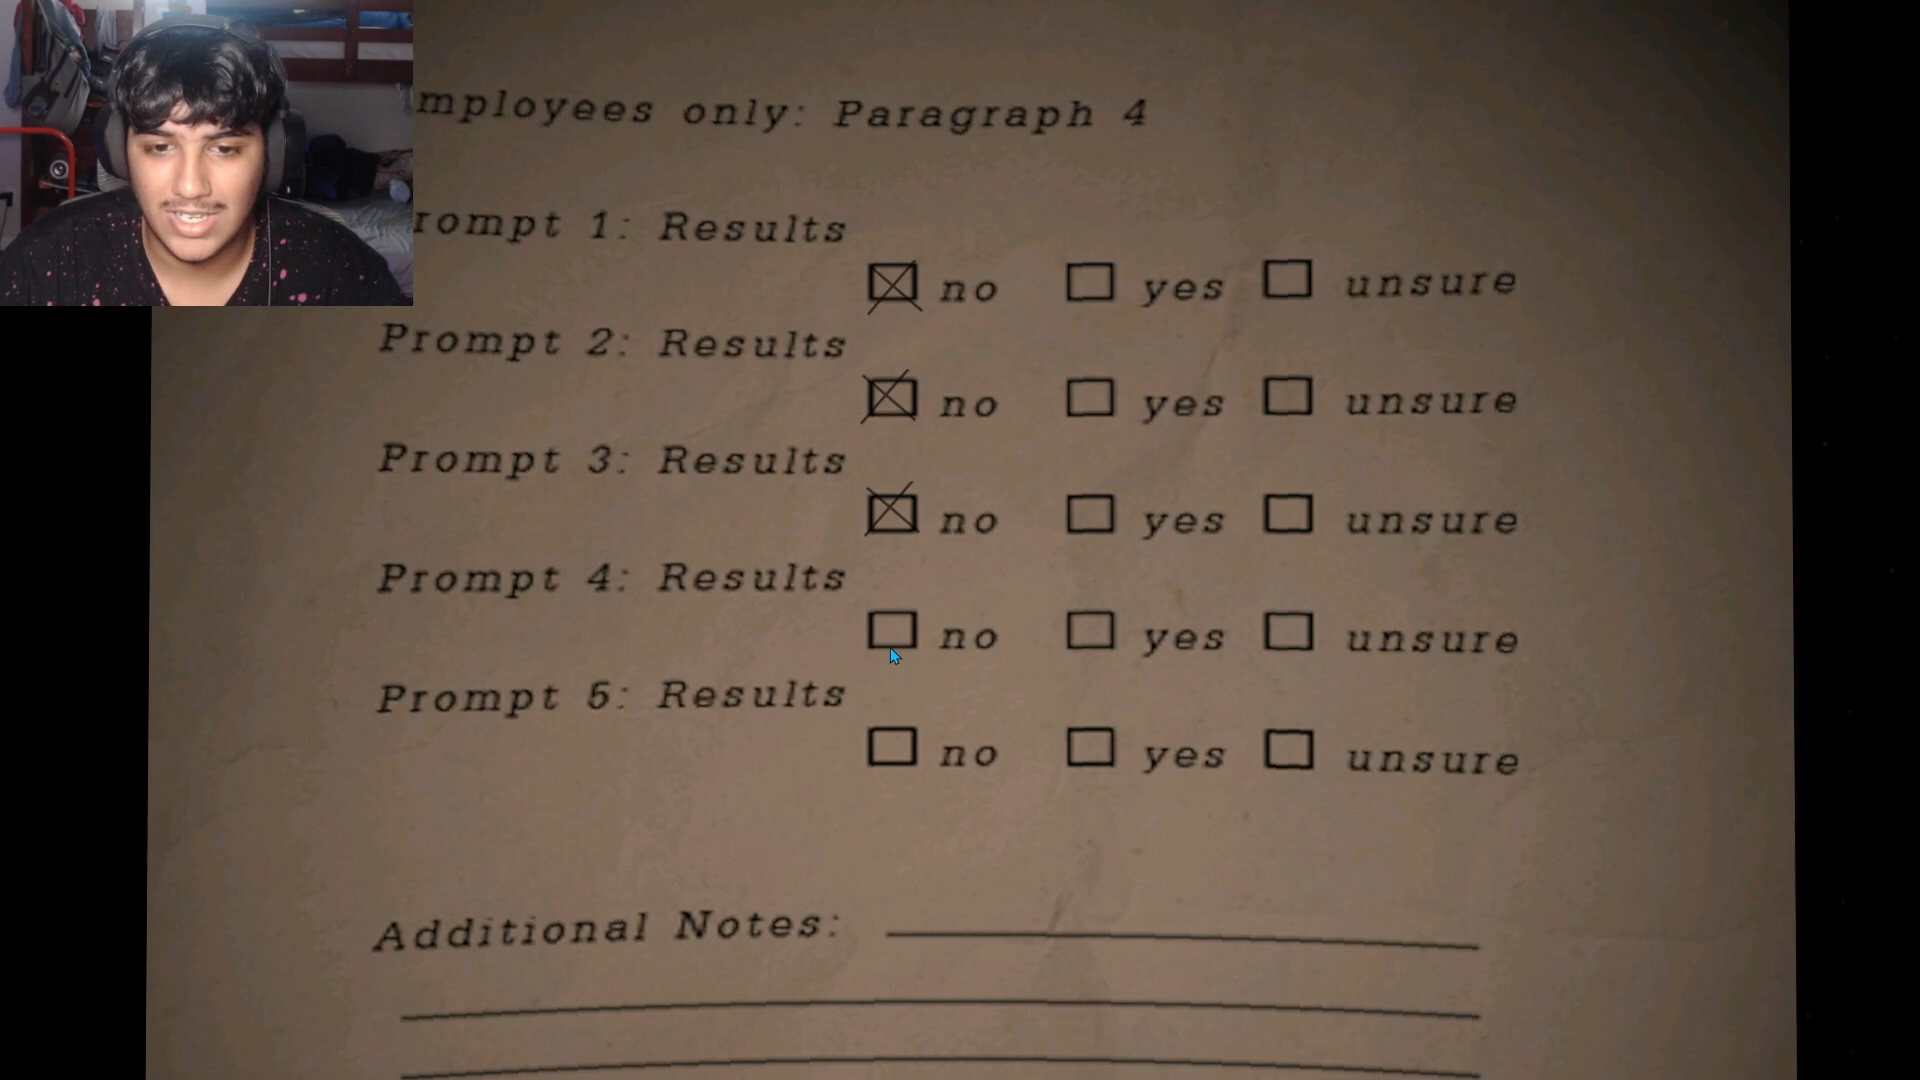 mployees only: Paragraph 4
rompt 1: Results
no yes unsure
Prompt 2: Results
no yes unsure
Prompt 3: Results
no yes unsure
Prompt 4: Results
no yes unsure
Prompt 5: Results
no yes unsure
Additional Notes: